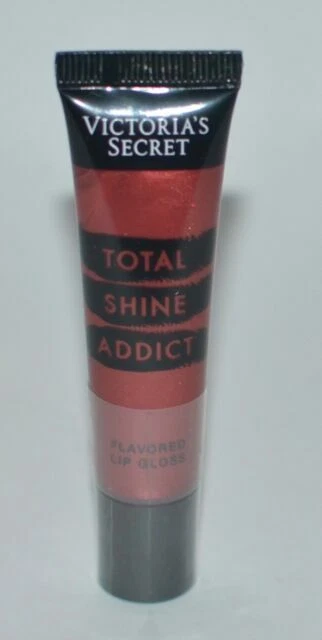 VICTORIA'S
SECRET
TOTAL
SHINE
ADDICT
FLAVORED
LIP GLOSS